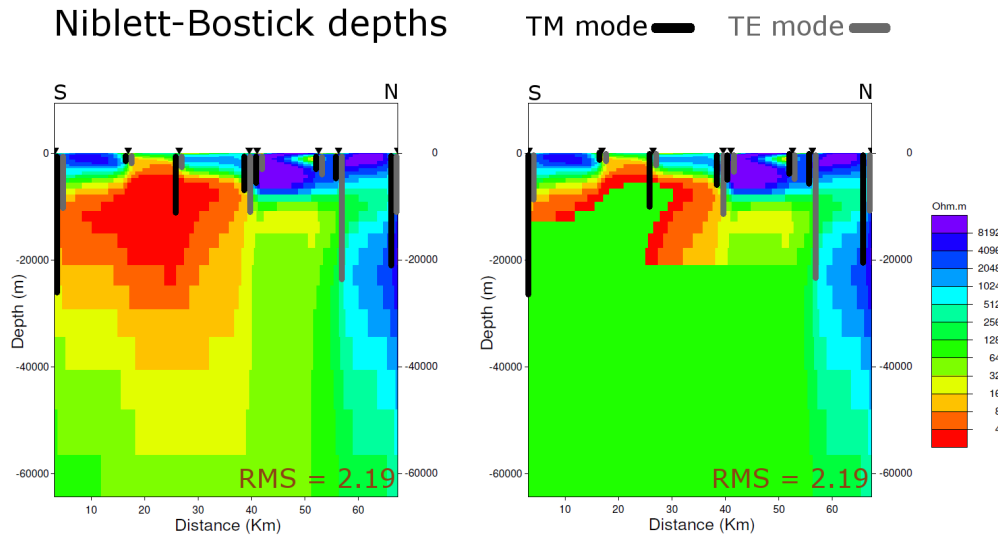 Niblett-Bostick depths
TM mode
TE mode
S N
S N
0 0
-20000 -20000
-40000 -40000
-60000 -60000
Depth (m)
10 20 30 40 50 60
Distance (Km)
RMS = 2.19
0 0
-20000 -20000
-40000 -40000
-60000 -60000
Depth (m)
10 20 30 40 50 60
Distance (Km)
RMS = 2.19
Ohm.m
8192
4096
2048
1024
512
256
128
64
32
16
8
4